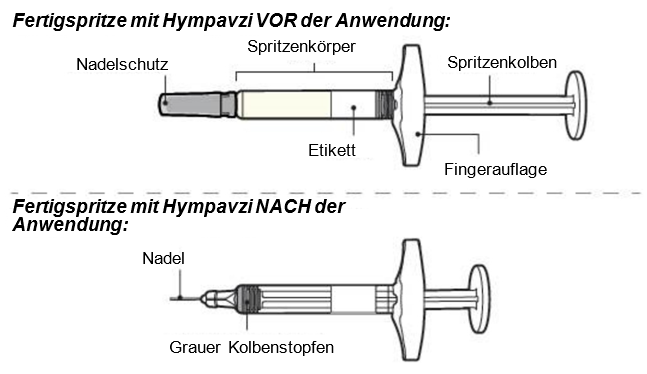 Fertigspritze mit Hympavzi VOR der Anwendung:
Spritzenkörper
Nadelschutz
Spritzenkolben
Etikett
Fingerauflage
Fertigspritze mit Hympavzi NACH der
Anwendung:
Nadel
Grauer Kolbenstopfen